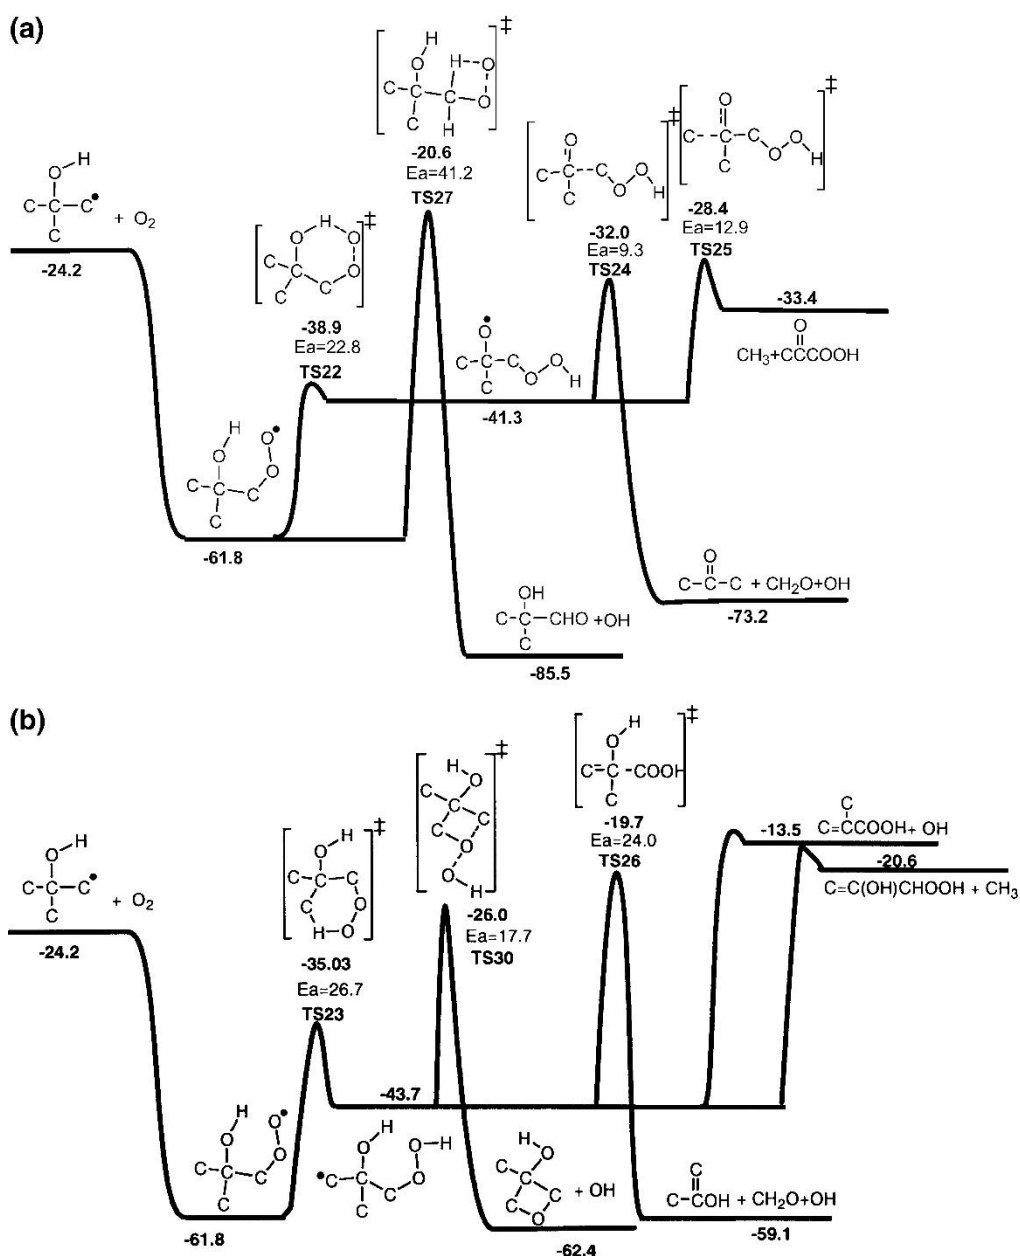 (a)
-20.6
Ea=41.2
TS27
-32.0
Ea=9.3
TS24
-28.4
Ea=12.9
TS25
+ O2
-24.2
-38.9
Ea=22.8
TS22
-33.4
CH3+CCOOOH
O
-41.3
-61.8
C-C-C + CH2O+OH
O
-73.2
OH
C-C-CHO +OH
C
-85.5
(b)
-19.7
Ea=24.0
TS26
-26.0
Ea=17.7
TS30
+ O2
-24.2
-35.03
Ea=26.7
TS23
-13.5
C
C=CCOOH+ OH
-20.6
C=C(OH)CHOOH + CH3
-43.7
-61.8
HO
+ OH
-62.4
C
C-COH + CH2O+OH
-59.1